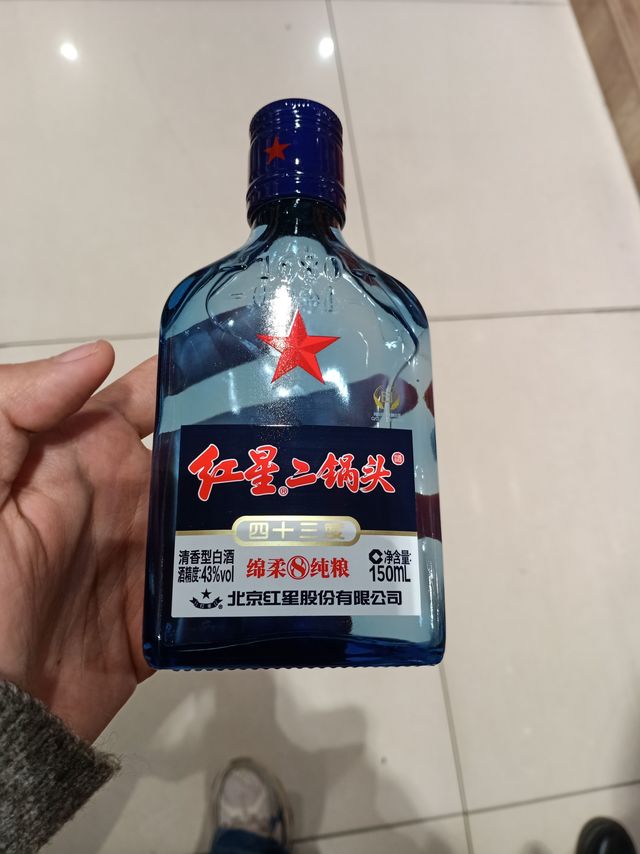 1680
红星®二锅头
四十三度
清香型白酒
酒精度:43%vol
绵柔8纯粮
净含量:
150mL
北京红星股份有限公司